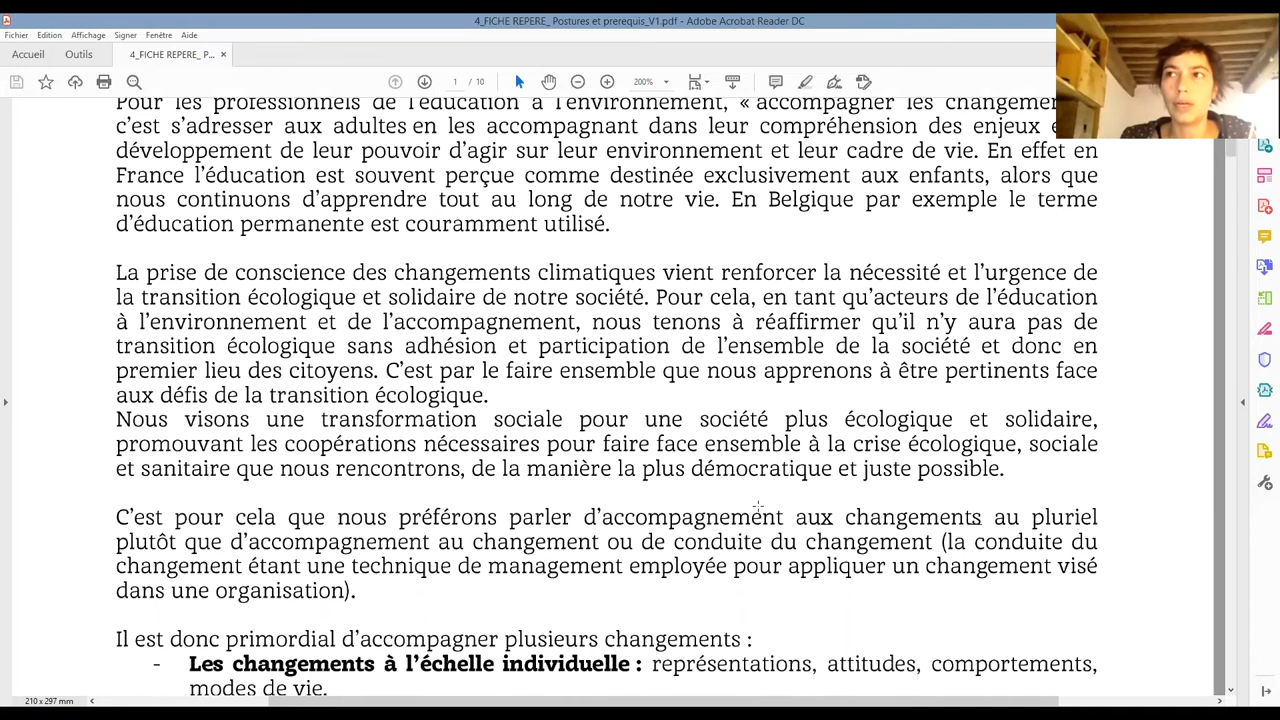 4_FICHE REPERE_ Postures et prerequis_V1.pdf - Adobe Acrobat Reader DC
Fichier Edition Affichage Signer Fenêtre Aide
Accueil Outils 4_FICHE REPERE_ P... ×
1 / 10 200%
Pour les professionnels de l'éducation à l'environnement, « accompagner les
c'est s'adresser aux adultes en les accompagnant dans leur compréhension des enjeux
développement de leur pouvoir d'agir sur leur environnement et leur cadre de vie. En effet en
France l'éducation est souvent perçue comme destinée exclusivement aux enfants, alors que
nous continuons d'apprendre tout au long de notre vie. En Belgique par exemple le terme
d'éducation permanente est couramment utilisé.
La prise de conscience des changements climatiques vient renforcer la nécessité et l'urgence de
la transition écologique et solidaire de notre société. Pour cela, en tant qu'acteurs de l'éducation
à l'environnement et de l'accompagnement, nous tenons à réaffirmer qu'il n'y aura pas de
transition écologique sans adhésion et participation de l'ensemble de la société et donc en
premier lieu des citoyens. C'est par le faire ensemble que nous apprenons à être pertinents face
aux défis de la transition écologique.
Nous visons une transformation sociale pour une société plus écologique et solidaire,
promouvant les coopérations nécessaires pour faire face ensemble à la crise écologique, sociale
et sanitaire que nous rencontrons, de la manière la plus démocratique et juste possible.
C'est pour cela que nous préférons parler d'accompagnement aux changements au pluriel
plutôt que d'accompagnement au changement ou de conduite du changement (la conduite du
changement étant une technique de management employée pour appliquer un changement visé
dans une organisation).
Il est donc primordial d'accompagner plusieurs changements :
- Les changements à l'échelle individuelle : représentations, attitudes, comportements,
modes de vie.
210 x 297 mm